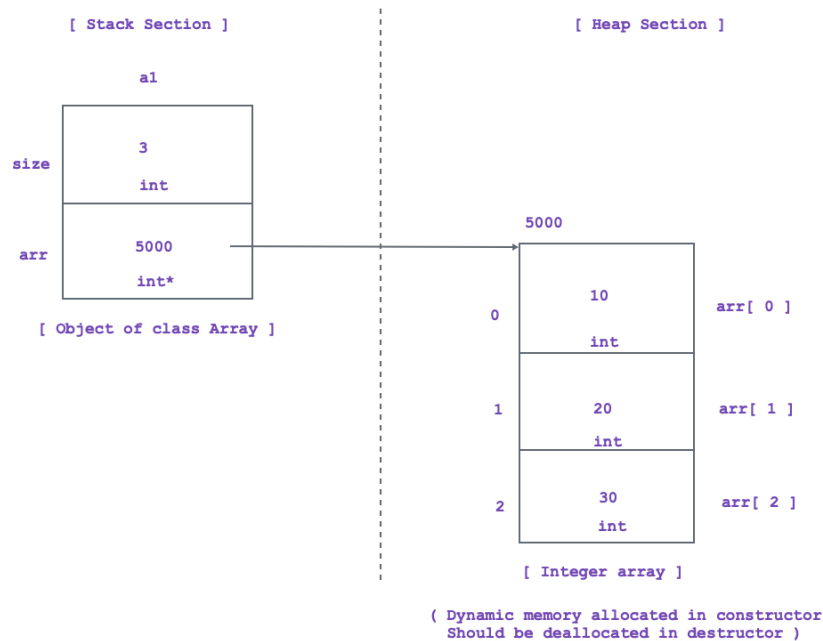 [ Stack Section ]
[ Heap Section ]
a1
size
3
int
arr
5000
int*
[ Object of class Array ]
5000
0
10
int
arr[ 0 ]
1
20
int
arr[ 1 ]
2
30
int
arr[ 2 ]
[ Integer array ]
( Dynamic memory allocated in constructor
Should be deallocated in destructor )